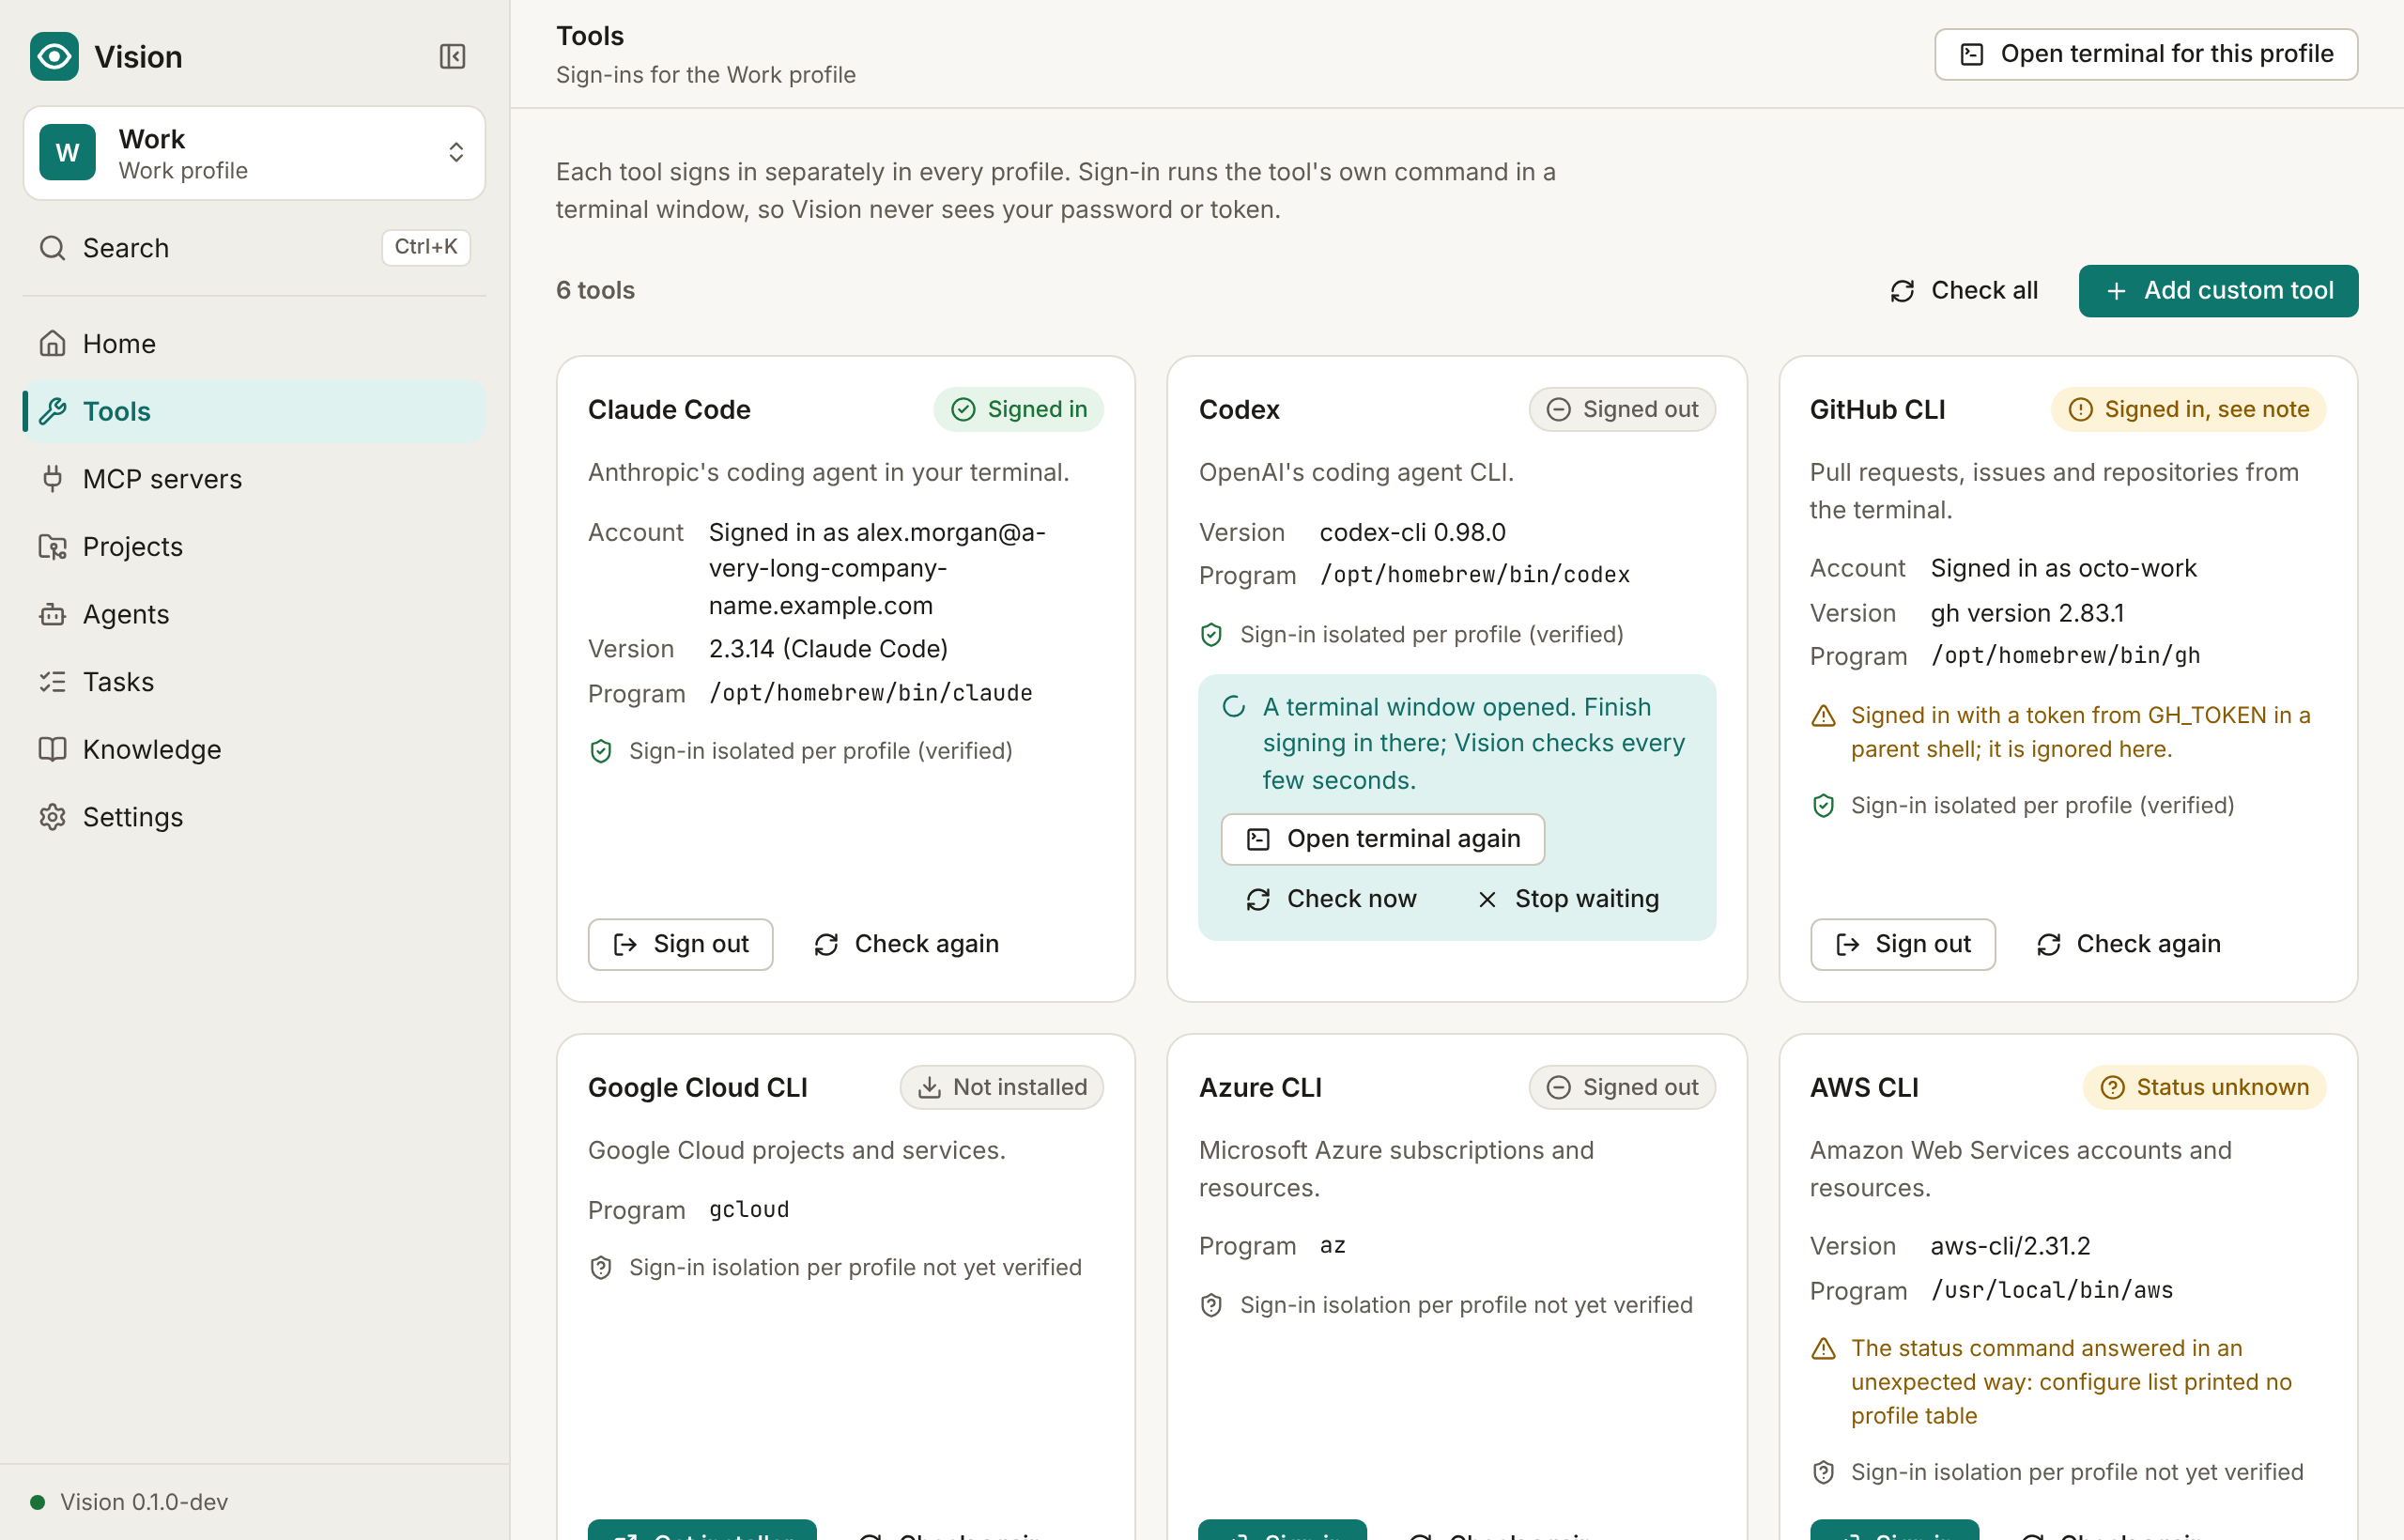 Vision
W
Work
Work profile
Search
Ctrl+K
Home
Tools
MCP servers
Projects
Agents
Tasks
Knowledge
Settings
Vision 0.1.0-dev
Tools
Sign-ins for the Work profile
Open terminal for this profile
Each tool signs in separately in every profile. Sign-in runs the tool's own command in a
terminal window, so Vision never sees your password or token.
6 tools
Check all
Add custom tool
Claude Code
Signed in
Anthropic's coding agent in your terminal.
Account Signed in as alex.morgan@a-
very-long-company-
name.example.com
Version 2.3.14 (Claude Code)
Program /opt/homebrew/bin/claude
Sign-in isolated per profile (verified)
Sign out
Check again
Codex
Signed out
OpenAI's coding agent CLI.
Version codex-cli 0.98.0
Program /opt/homebrew/bin/codex
Sign-in isolated per profile (verified)
A terminal window opened. Finish
signing in there; Vision checks every
few seconds.
Open terminal again
Check now
Stop waiting
GitHub CLI
Signed in, see note
Pull requests, issues and repositories from
the terminal.
Account Signed in as octo-work
Version gh version 2.83.1
Program /opt/homebrew/bin/gh
Signed in with a token from GH_TOKEN in a
parent shell; it is ignored here.
Sign-in isolated per profile (verified)
Sign out
Check again
Google Cloud CLI
Not installed
Google Cloud projects and services.
Program gcloud
Sign-in isolation per profile not yet verified
Azure CLI
Signed out
Microsoft Azure subscriptions and
resources.
Program az
Sign-in isolation per profile not yet verified
AWS CLI
Status unknown
Amazon Web Services accounts and
resources.
Version aws-cli/2.31.2
Program /usr/local/bin/aws
The status command answered in an
unexpected way: configure list printed no
profile table
Sign-in isolation per profile not yet verified